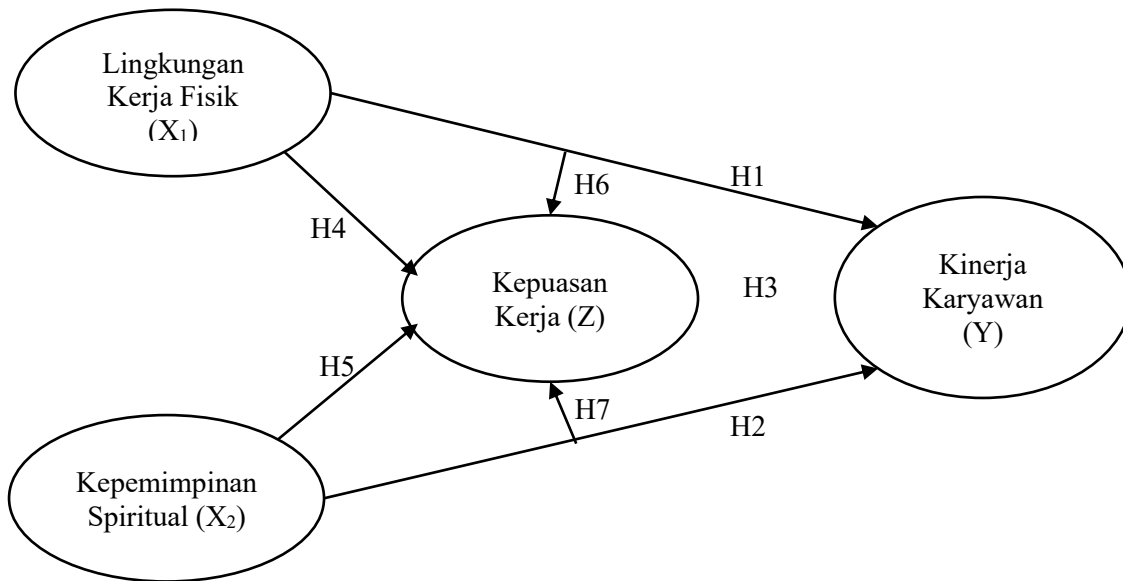 Lingkungan
Kerja Fisik
(X₁)
H1
H6
H4
Kepuasan
Kerja (Z)
H3
Kinerja
Karyawan
(Y)
H5
H7
H2
Kepemimpinan
Spiritual (X₂)